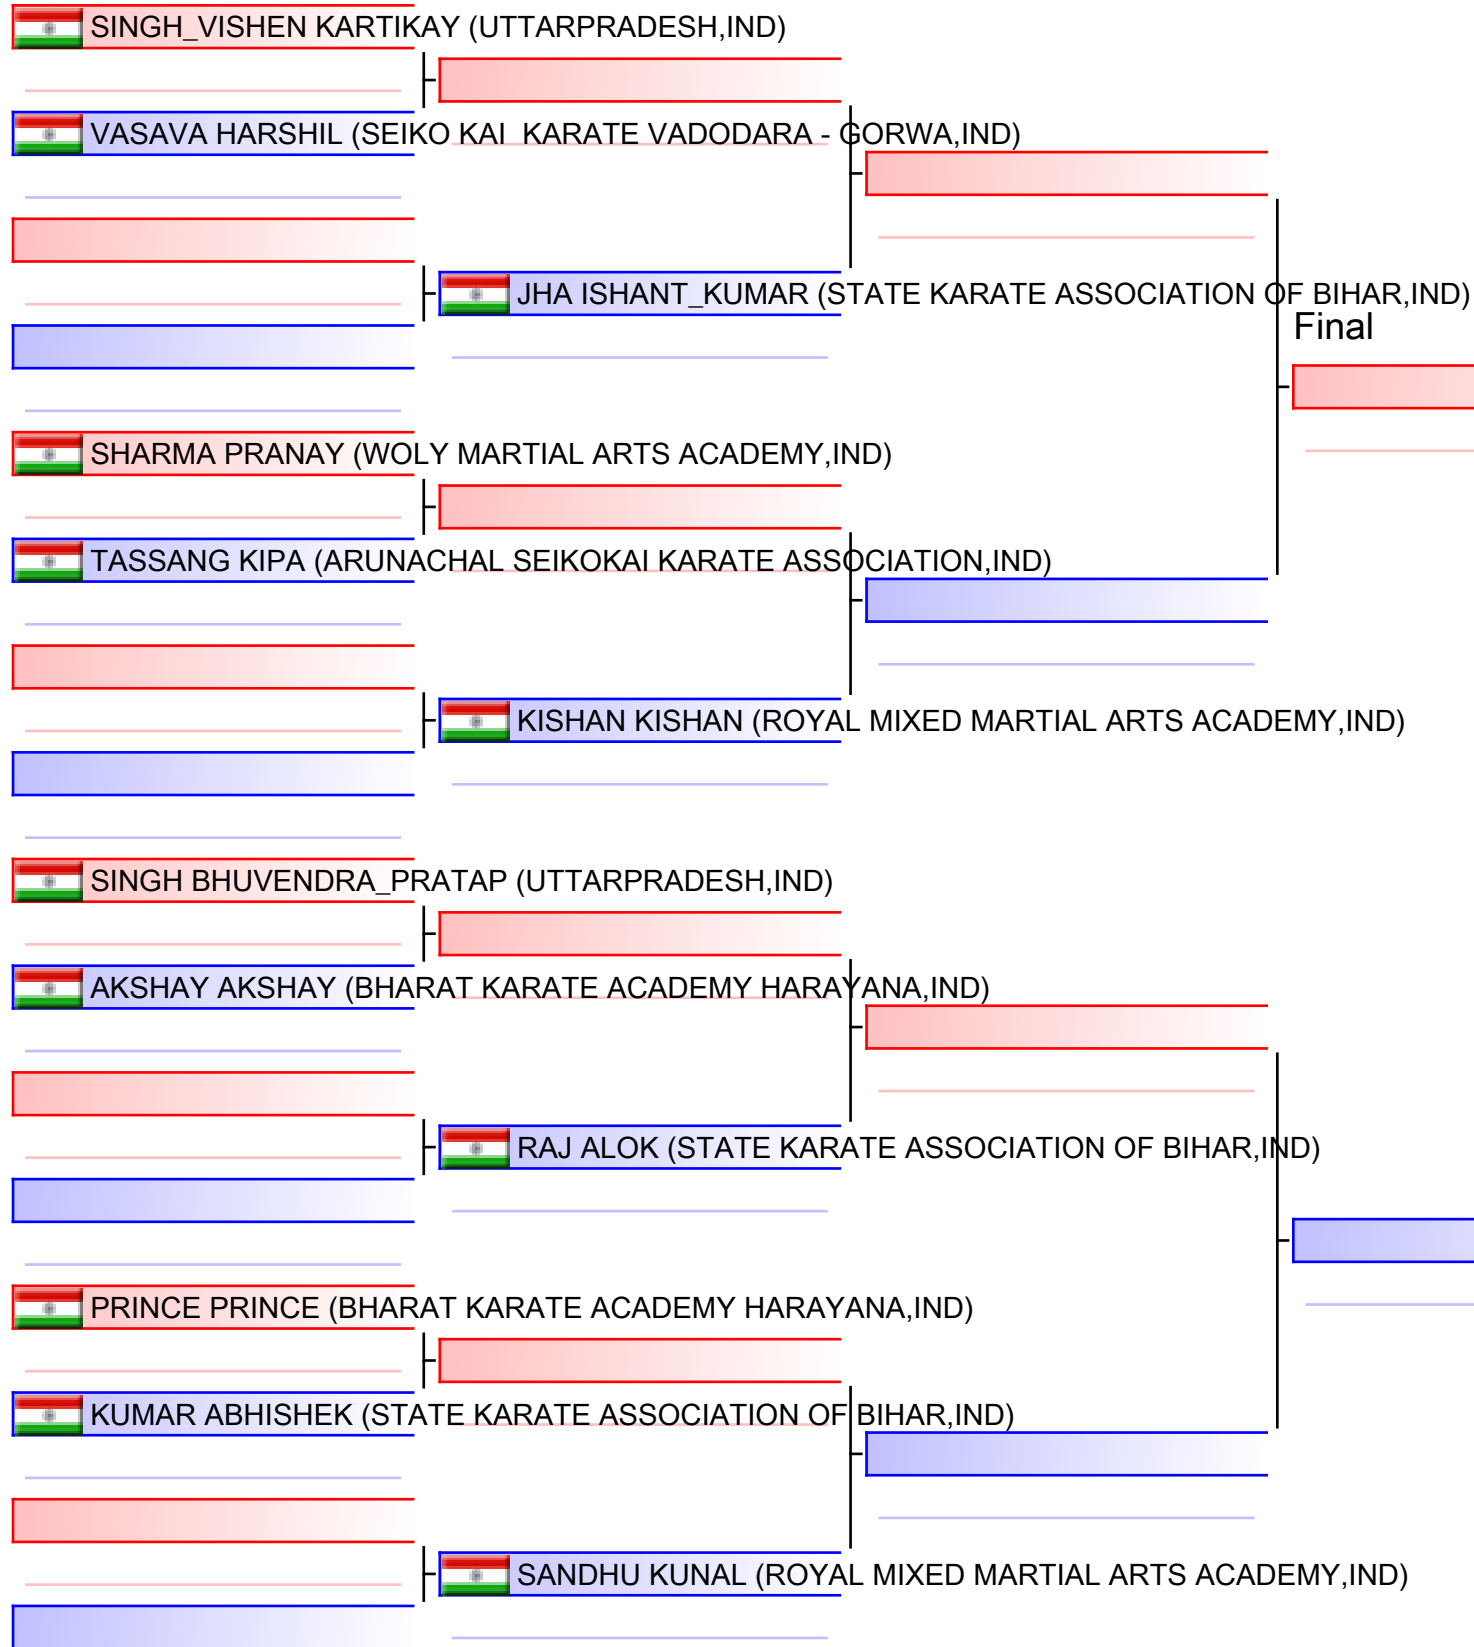 SINGH_VISHEN KARTIKAY (UTTARPRADESH,IND)
VASAVA HARSHIL (SEIKO KAI  KARATE VADODARA - GORWA,IND)
JHA ISHANT_KUMAR (STATE KARATE ASSOCIATION OF BIHAR,IND)
Final
SHARMA PRANAY (WOLY MARTIAL ARTS ACADEMY,IND)
TASSANG KIPA (ARUNACHAL SEIKOKAI KARATE ASSOCIATION,IND)
KISHAN KISHAN (ROYAL MIXED MARTIAL ARTS ACADEMY,IND)
SINGH BHUVENDRA_PRATAP (UTTARPRADESH,IND)
AKSHAY AKSHAY (BHARAT KARATE ACADEMY HARAYANA,IND)
RAJ ALOK (STATE KARATE ASSOCIATION OF BIHAR,IND)
PRINCE PRINCE (BHARAT KARATE ACADEMY HARAYANA,IND)
KUMAR ABHISHEK (STATE KARATE ASSOCIATION OF BIHAR,IND)
SANDHU KUNAL (ROYAL MIXED MARTIAL ARTS ACADEMY,IND)